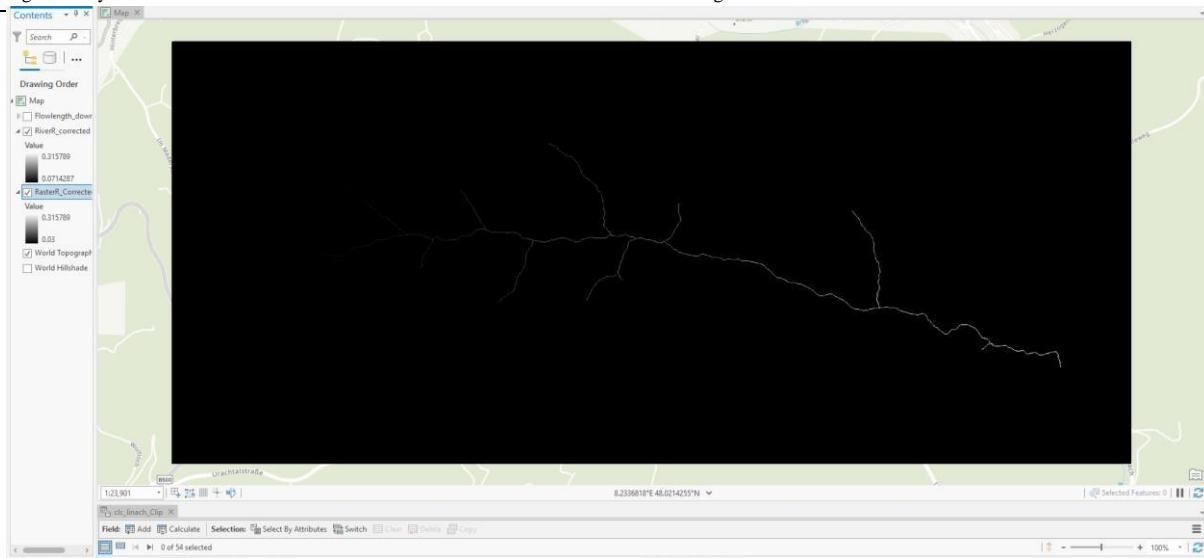 Contents
Map
Search
...
Drawing Order
Map
Flowlength_down
RiverR_corrected
Value
0.315789
0.0714287
RasterR_Correcte
Value
0.315789
0.03
World Topograph
World Hillshade
Urachtalstraße
B500
1:23,901
8.2336818°E 48.0214255°N
Selected Features: 0
clc_linach_Clip
Field: Add Calculate Selection: Select By Attributes Switch Clear Delete Copy
0 of 54 selected
100%